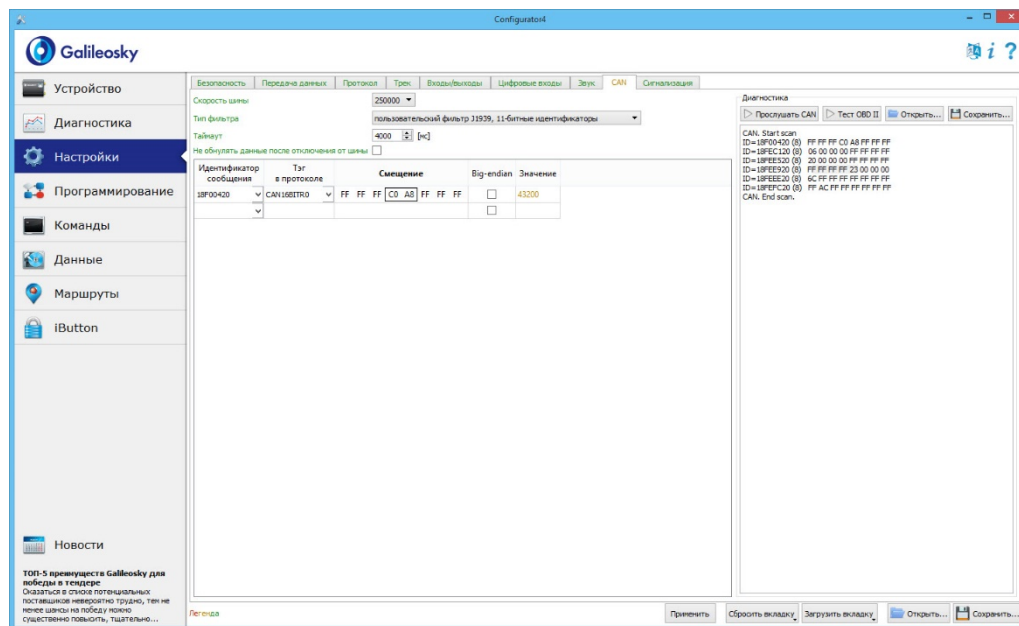 Configurator4
Galileosky
Устройство
Диагностика
Настройки
Программирование
Команды
Данные
Маршруты
iButton
Новости
ТОП-5 преимуществ Galileosky для
победы в тендере
Оказаться в списке потенциальных
поставщиков невероятно трудно, тем не
менее шансы на победу можно
существенно повысить, тщательно...
Безопасность Передача данных Протокол Трек Входы/выходы Цифровые входы Звук CAN Сигнализация
Скорость шины 250000
Тип фильтра пользовательский фильтр J1939, 11-битные идентификаторы
Таймаут 4000 [мс]
Не обнулять данные после отключения от шины
Идентификатор сообщения Тэг в протоколе Смещение Big-endian Значение
18F00420 CAN16BITR0 FF FF FF C0 A8 FF FF FF 43200
Диагностика
Прослушать CAN Тест OBD II Открыть... Сохранить...
CAN. Start scan
ID=18F00420 (8) FF FF FF C0 A8 FF FF FF
ID=18FEC120 (8) 06 00 00 00 FF FF FF FF
ID=18FEE520 (8) 20 00 00 00 FF FF FF FF
ID=18FEE920 (8) FF FF FF FF 23 00 00 00
ID=18FEEE20 (8) 6C FF FF FF FF FF FF FF
ID=18FEFC20 (8) FF AC FF FF FF FF FF FF
CAN. End scan.
Легенда
Применить Сбросить вкладку Загрузить вкладку Открыть... Сохранить...